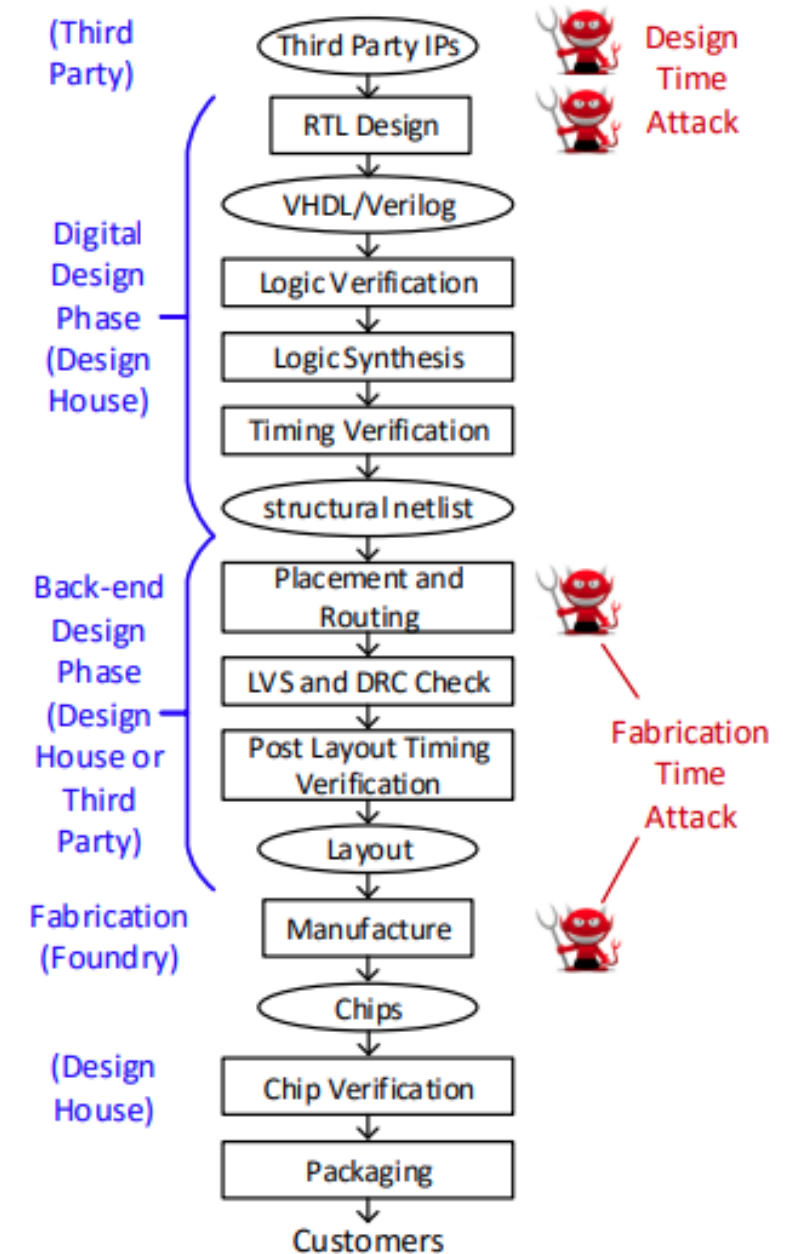 (Third
Party)
Third Party IPs
Design
Time
Attack
RTL Design
VHDL/Verilog
Digital
Design
Phase
(Design
House)
Logic Verification
Logic Synthesis
Timing Verification
structural netlist
Back-end
Design
Phase
(Design
House or
Third
Party)
Placement and
Routing
LVS and DRC Check
Post Layout Timing
Verification
Layout
Fabrication
Time
Attack
Fabrication
(Foundry)
Manufacture
Chips
(Design
House)
Chip Verification
Packaging
Customers